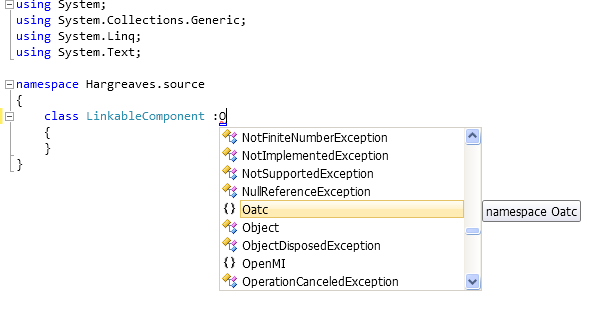 using System;
using System.Collections.Generic;
using System.Linq;
using System.Text;
namespace Hargreaves.source
{
class LinkableComponent :O
{
}
}
NotFiniteNumberException
NotImplementedException
NotSupportedException
NullReferenceException
{} Oatc
Object
ObjectDisposedException
{} OpenMI
OperationCanceledException
namespace Oatc